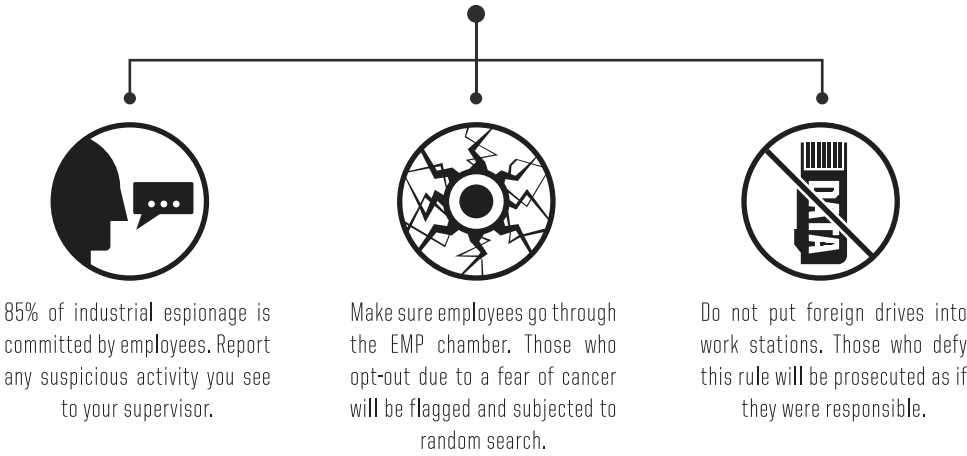 DATA
85% of industrial espionage is
committed by employees. Report
any suspicious activity you see
to your supervisor.
Make sure employees go through
the EMP chamber. Those who
opt-out due to a fear of cancer
will be flagged and subjected to
random search.
Do not put foreign drives into
work stations. Those who defy
this rule will be prosecuted as if
they were responsible.